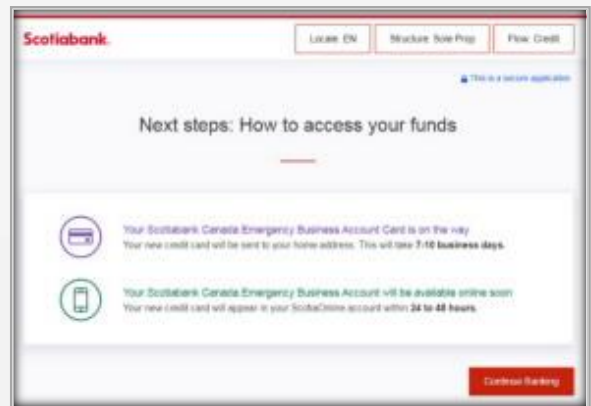 Scotiabank.
Locale: EN
Structure: Sole Prop
Flow: Credit
This is a secure application
Next steps: How to access your funds
Your Scotiabank Canada Emergency Business Account Card is on the way
Your new credit card will be sent to your home address. This will take 7-10 business days.
Your Scotiabank Canada Emergency Business Account will be available online soon
Your new credit card will appear in your ScotiaOnline account within 24 to 48 hours.
Continue Banking